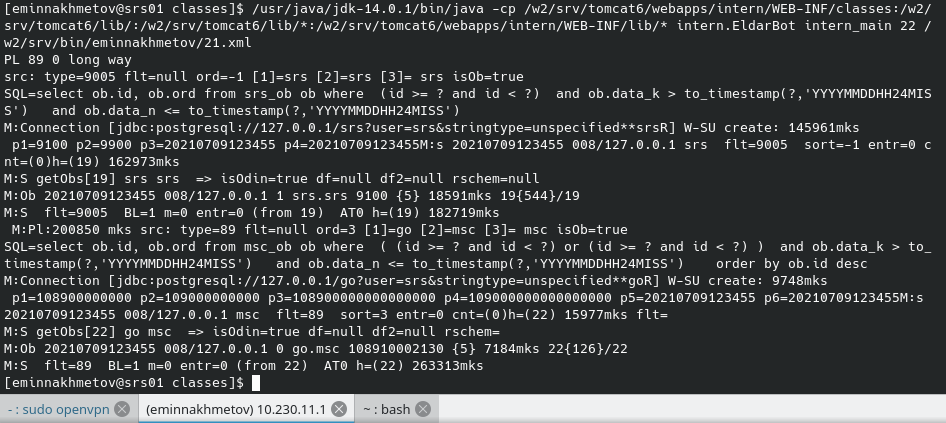 [eminnakhmetov@srs01 classes]$ /usr/java/jdk-14.0.1/bin/java -cp /w2/srv/tomcat6/webapps/intern/WEB-INF/classes:/w2/
srv/tomcat6/lib/:/w2/srv/tomcat6/lib/*:/w2/srv/tomcat6/webapps/intern/WEB-INF/lib/* intern.EldarBot intern_main 22 /
w2/srv/bin/eminnakhmetov/21.xml
PL 89 0 long way
src: type=9005 flt=null ord=-1 [1]=srs [2]=srs [3]= srs isOb=true
SQL=select ob.id, ob.ord from srs_ob ob where  (id >= ? and id < ?)  and ob.data_k > to_timestamp(?,'YYYYMMDDHH24MIS
S')   and ob.data_n <= to_timestamp(?,'YYYYMMDDHH24MISS')
M:Connection [jdbc:postgresql://127.0.0.1/srs?user=srs&stringtype=unspecified**srsR] W-SU create: 145961mks
 p1=9100 p2=9900 p3=20210709123455 p4=20210709123455M:s 20210709123455 008/127.0.0.1 srs  flt=9005  sort=-1 entr=0 c
nt=(0)h=(19) 162973mks
M:S getObs[19] srs srs  => isOdin=true df=null df2=null rschem=null
M:Ob 20210709123455 008/127.0.0.1 1 srs.srs 9100 {5} 18591mks 19{544}/19
M:S  flt=9005  BL=1 m=0 entr=0 (from 19)  AT0 h=(19) 182719mks
 M:Pl:200850 mks src: type=89 flt=null ord=3 [1]=go [2]=msc [3]= msc isOb=true
SQL=select ob.id, ob.ord from msc_ob ob where  ( (id >= ? and id < ?) or (id >= ? and id < ?) )  and ob.data_k > to_
timestamp(?,'YYYYMMDDHH24MISS')   and ob.data_n <= to_timestamp(?,'YYYYMMDDHH24MISS')    order by ob.id desc
M:Connection [jdbc:postgresql://127.0.0.1/go?user=srs&stringtype=unspecified**goR] W-SU create: 9748mks
 p1=108900000000 p2=109000000000 p3=108900000000000000 p4=109000000000000000 p5=20210709123455 p6=20210709123455M:s
20210709123455 008/127.0.0.1 msc  flt=89  sort=3 entr=0 cnt=(0)h=(22) 15977mks flt=
M:S getObs[22] go msc  => isOdin=true df=null df2=null rschem=
M:Ob 20210709123455 008/127.0.0.1 0 go.msc 108910002130 {5} 7184mks 22{126}/22
M:S  flt=89  BL=1 m=0 entr=0 (from 22)  AT0 h=(22) 263313mks
[eminnakhmetov@srs01 classes]$
- : sudo openvpn (eminnakhmetov) 10.230.11.1 ~ : bash